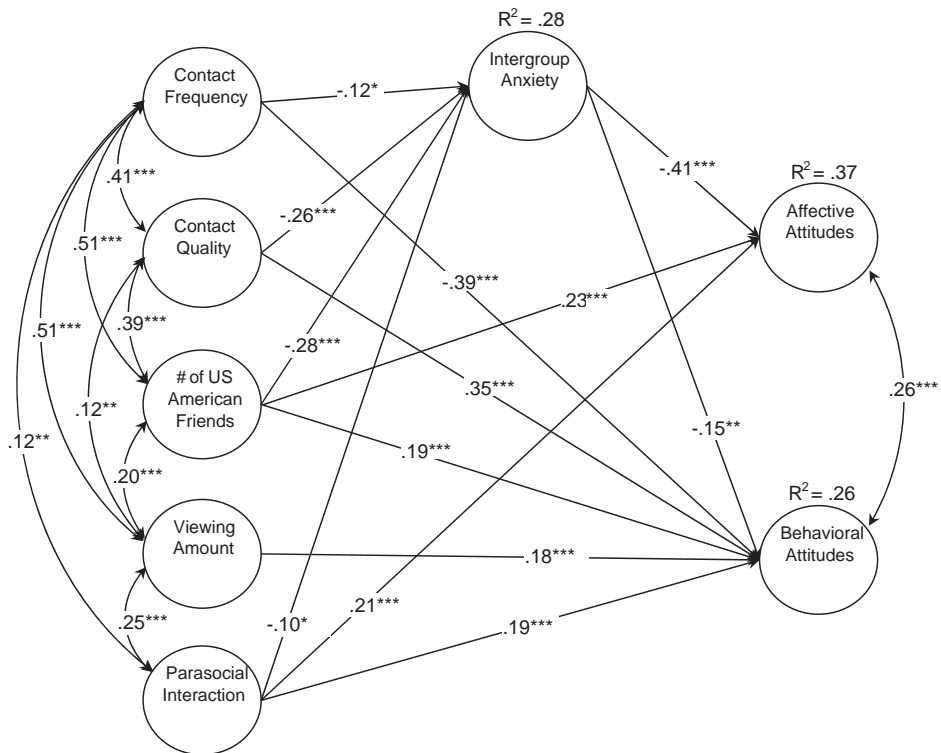 R² = .28
Intergroup
Anxiety
Contact
Frequency
-.12*
.41***
-.41***
R² = .37
Affective
Attitudes
-.26***
Contact
Quality
.51***
-.39***
.23***
.39***
.51***
-.28***
# of US
American
Friends
.35***
.26***
.12**
.12**
-.15**
.19***
.20***
R² = .26
Viewing
Amount
Behavioral
Attitudes
.18***
.21***
.25***
-.10*
.19***
Parasocial
Interaction